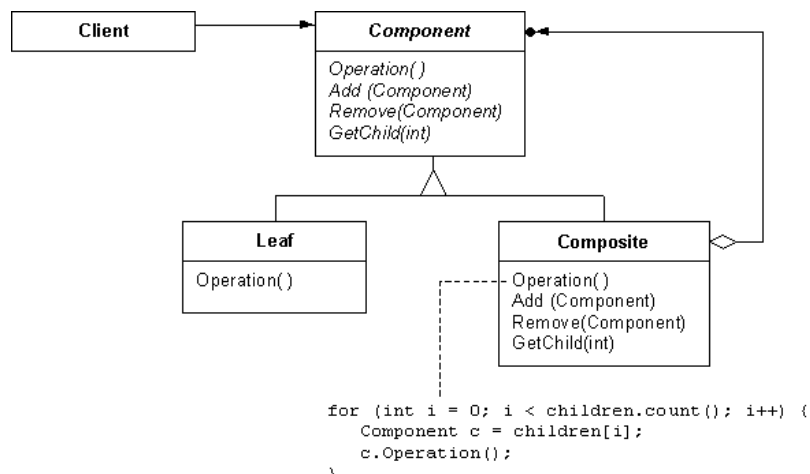 Client
Component
Operation()
Add (Component)
Remove(Component)
GetChild(int)
Leaf
Operation()
Composite
Operation()
Add (Component)
Remove(Component)
GetChild(int)
for (int i = 0; i < children.count(); i++) {
Component c = children[i];
c.Operation();
}